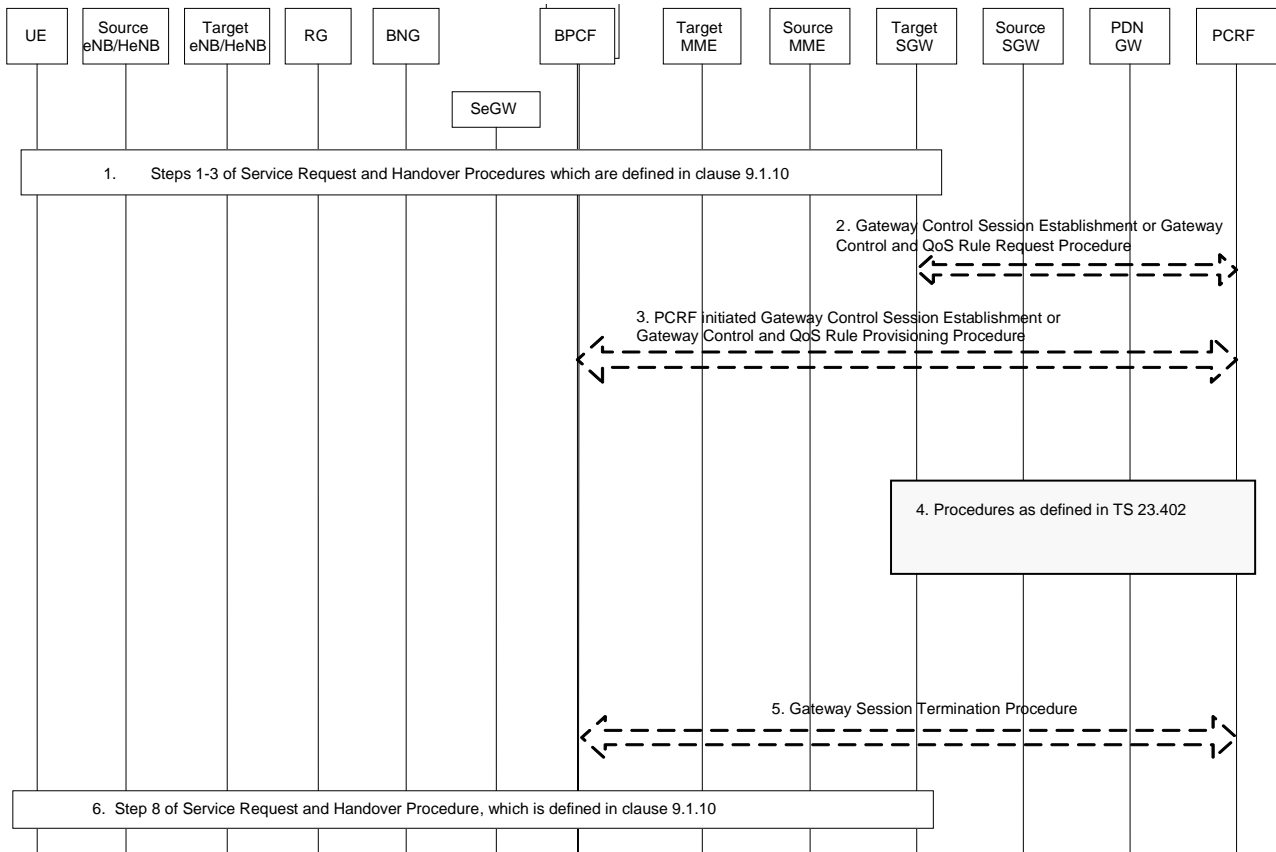 UE
Source
eNB/HeNB
Target
eNB/HeNB
RG
BNG
BPCF
Target
MME
Source
MME
Target
SGW
Source
SGW
PDN
GW
PCRF
SeGW
1. Steps 1-3 of Service Request and Handover Procedures which are defined in clause 9.1.10
2. Gateway Control Session Establishment or Gateway
Control and QoS Rule Request Procedure
3. PCRF initiated Gateway Control Session Establishment or
Gateway Control and QoS Rule Provisioning Procedure
4. Procedures as defined in TS 23.402
5. Gateway Session Termination Procedure
6. Step 8 of Service Request and Handover Procedure, which is defined in clause 9.1.10